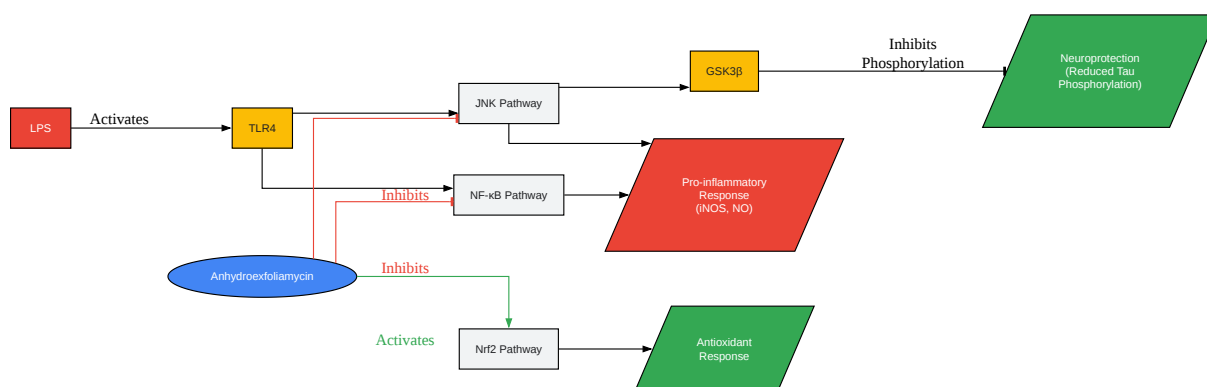 Inhibits
Phosphorylation
Neuroprotection
(Reduced Tau
Phosphorylation)
GSK3β
JNK Pathway
LPS
Activates
TLR4
Pro-inflammatory
Response
(iNOS, NO)
Inhibits
NF-κB Pathway
Anhydroexfoliamycin
Inhibits
Activates
Nrf2 Pathway
Antioxidant
Response